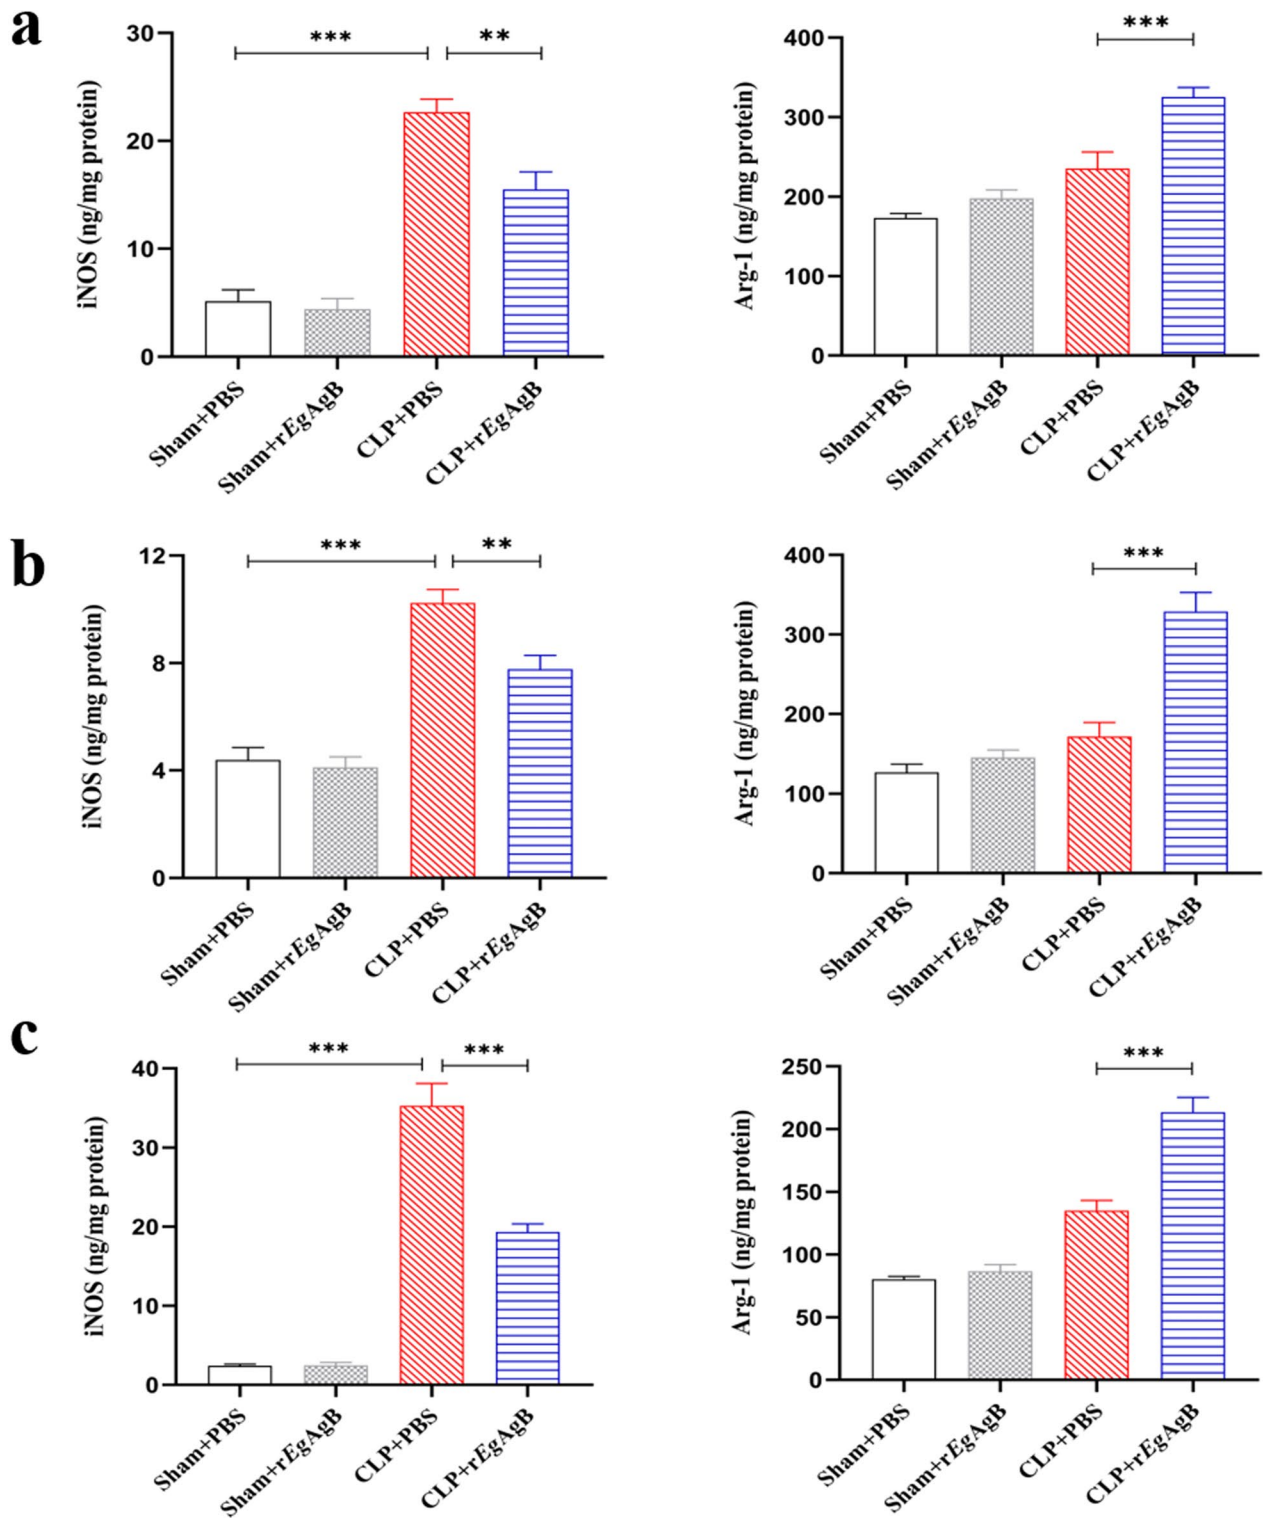 a
iNOS (ng/mg protein)
30
20
10
0
***
**
Sham+PBS
Sham+rEgAgB
CLP+PBS
CLP+rEgAgB
Arg-1 (ng/mg protein)
400
300
200
100
0
***
Sham+PBS
Sham+rEgAgB
CLP+PBS
CLP+rEgAgB
b
iNOS (ng/mg protein)
12
8
4
0
***
**
Sham+PBS
Sham+rEgAgB
CLP+PBS
CLP+rEgAgB
Arg-1 (ng/mg protein)
400
300
200
100
0
***
Sham+PBS
Sham+rEgAgB
CLP+PBS
CLP+rEgAgB
c
iNOS (ng/mg protein)
40
30
20
10
0
***
***
Sham+PBS
Sham+rEgAgB
CLP+PBS
CLP+rEgAgB
Arg-1 (ng/mg protein)
250
200
150
100
50
0
***
Sham+PBS
Sham+rEgAgB
CLP+PBS
CLP+rEgAgB